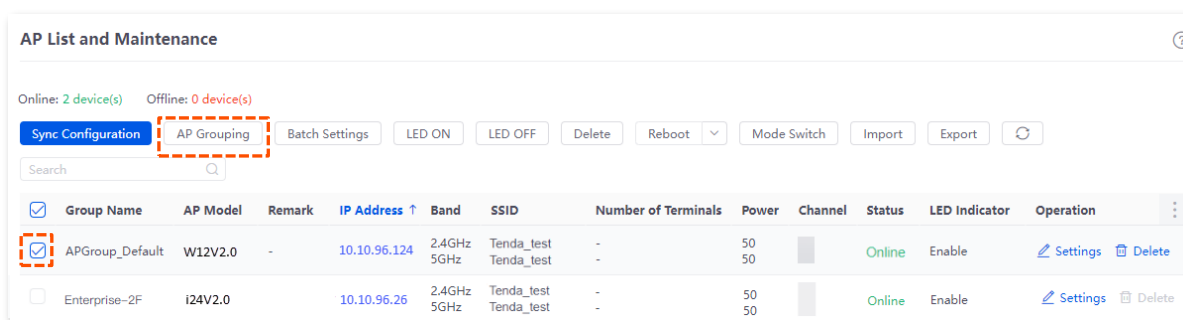 AP List and Maintenance
Online: 2 device(s) Offline: 0 device(s)
Sync Configuration AP Grouping Batch Settings LED ON LED OFF Delete Reboot Mode Switch Import Export
Search
Group Name AP Model Remark IP Address ↑ Band SSID Number of Terminals Power Channel Status LED Indicator Operation
APGroup_Default W12V2.0 - 10.10.96.124 2.4GHz Tenda_test - 50 Online Enable Settings Delete
5GHz Tenda_test - 50
Enterprise-2F i24V2.0 10.10.96.26 2.4GHz Tenda_test - 50 Online Enable Settings Delete
5GHz Tenda_test - 50